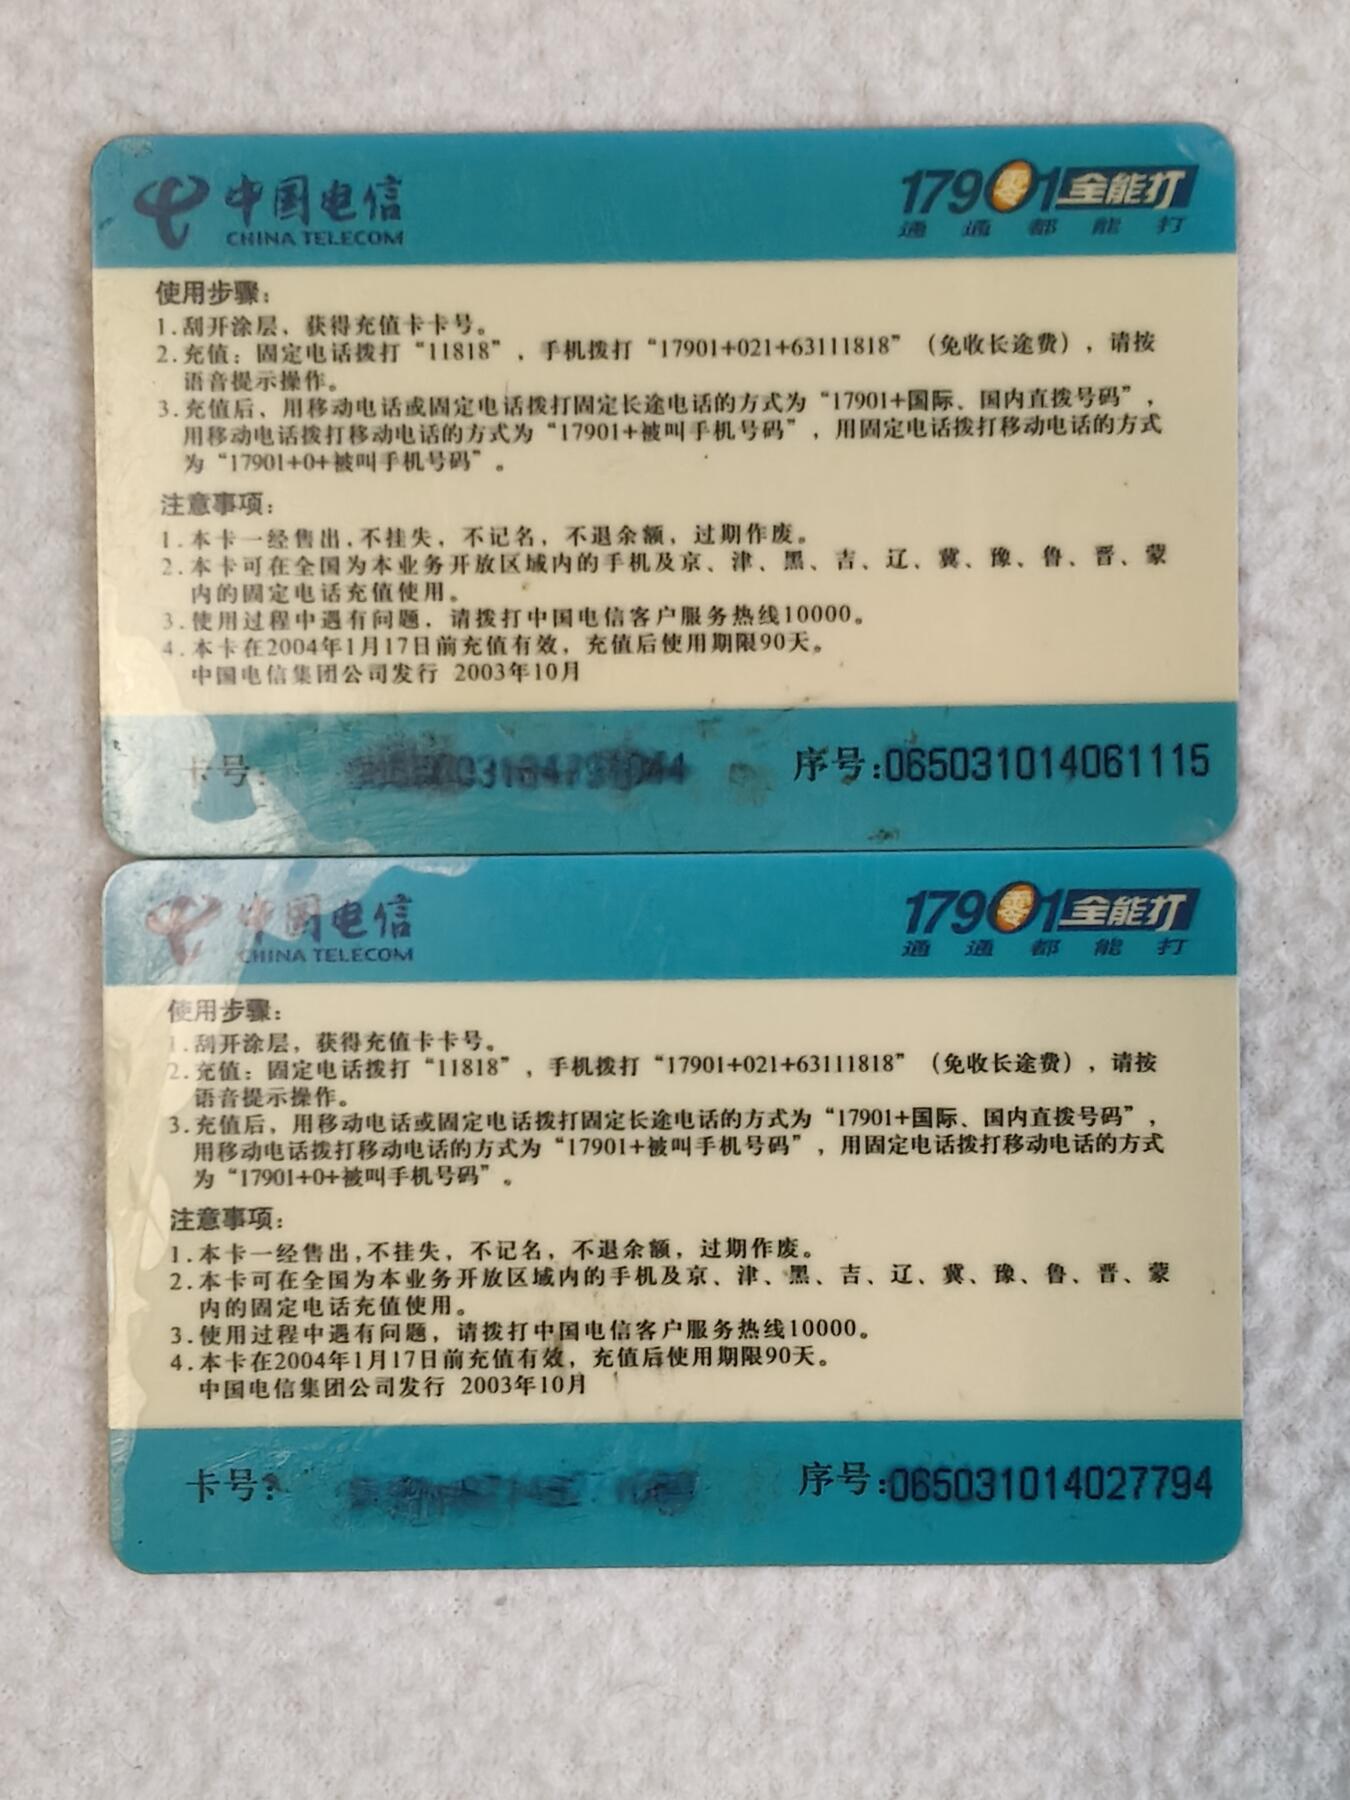 中国电信
CHINA TELECOM
179零1全能打
通通都能打
使用步骤：
1.刮开涂层，获得充值卡卡号。
2.充值：固定电话拨打“11818”，手机拨打“17901+021+63111818”（免收长途费），请按
语音提示操作。
3.充值后、用移动电话或固定电话拨打固定长途电话的方式为“17901+国际、国内直拨号码”，
用移动电话拨打移动电话的方式为“17901+被叫手机号码”，用固定电话拨打移动电话的方式
为“17901+0+被叫手机号码”。
注意事项：
1.本卡一经售出,不挂失，不记名，不退余额，过期作废。
2.本卡可在全国为本业务开放区域内的手机及京、津、黑、吉、辽、冀、豫、鲁、晋、蒙
内的固定电话充值使用。
3.使用过程中遇有问题，请拨打中国电信客户服务热线10000。
4.本卡在2004年1月17日前充值有效，充值后使用期限90天。
中国电信集团公司发行 2003年10月
卡号：
序号:065031014061115
中国电信
CHINA TELECOM
179零1全能打
通通都能打
使用步骤：
1.刮开涂层，获得充值卡卡号。
2.充值：固定电话拨打“11818”，手机拨打“17901+021+63111818”（免收长途费），请按
语音提示操作。
3.充值后，用移动电话或固定电话拨打固定长途电话的方式为“17901+国际、国内直拨号码”，
用移动电话拨打移动电话的方式为“17901+被叫手机号码”，用固定电话拨打移动电话的方式
为“17901+0+被叫手机号码”。
注意事项：
1.本卡一经售出,不挂失，不记名，不退余额，过期作废。
2.本卡可在全国为本业务开放区域内的手机及京、津、黑、吉、辽、冀、豫、鲁、晋、蒙
内的固定电话充值使用。
3.使用过程中遇有问题，请拨打中国电信客户服务热线10000。
4.本卡在2004年1月17日前充值有效，充值后使用期限90天。
中国电信集团公司发行 2003年10月
卡号:
序号:065031014027794